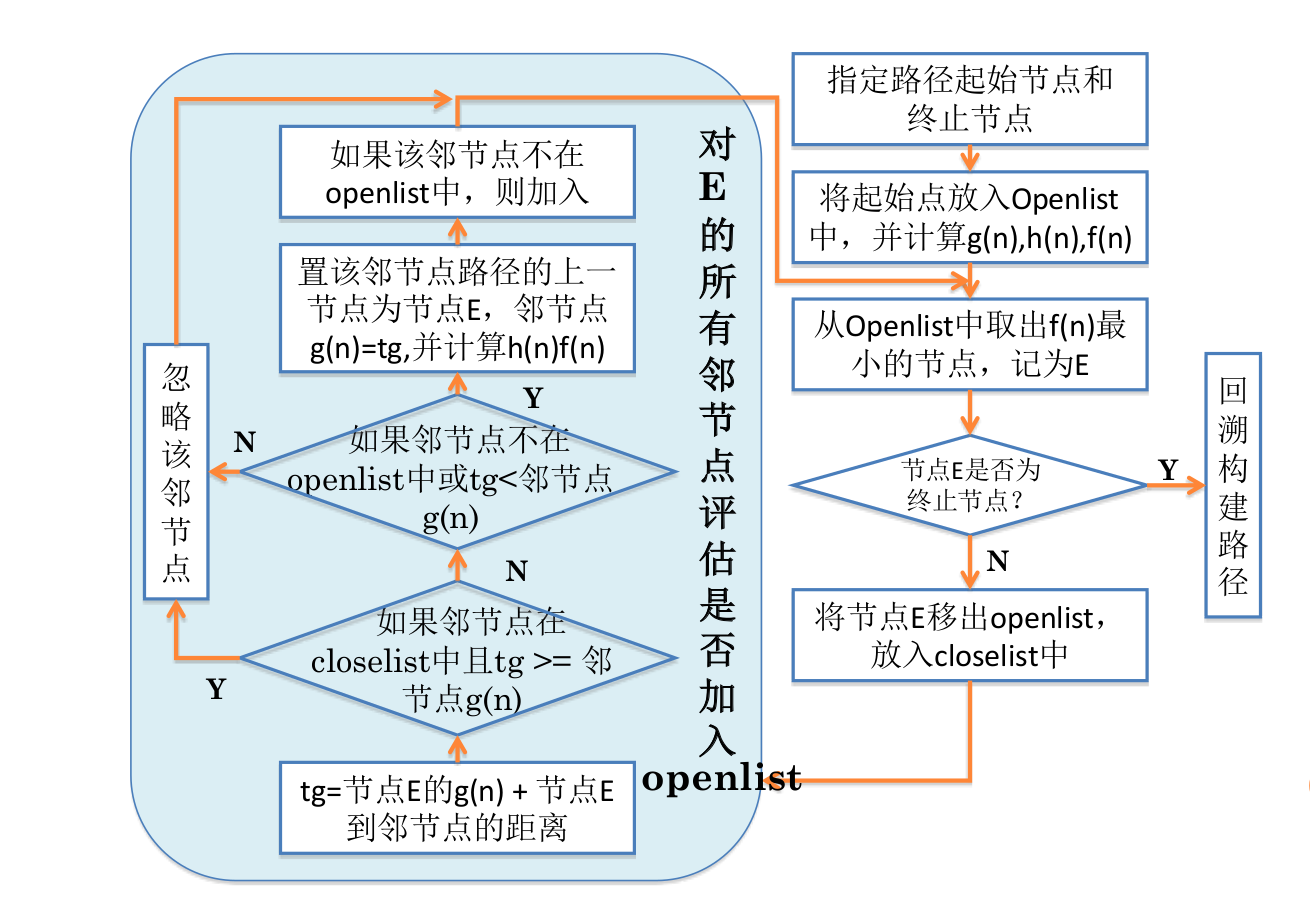 指定路径起始节点和
终止节点
将起始点放入Openlist
中，并计算g(n),h(n),f(n)
从Openlist中取出f(n)最
小的节点，记为E
节点E是否为
终止节点？
Y
回
溯
构
建
路
径
N
将节点E移出openlist，
放入closelist中
对
E
的
所
有
邻
节
点
评
估
是
否
加
入
openlist
tg=节点E的g(n) + 节点E
到邻节点的距离
如果邻节点在
closelist中且tg >= 邻
节点g(n)
Y
N
如果邻节点不在
openlist中或tg<邻节点
g(n)
N
Y
忽
略
该
邻
节
点
置该邻节点路径的上一
节点为节点E，邻节点
g(n)=tg,并计算h(n)f(n)
如果该邻节点不在
openlist中，则加入